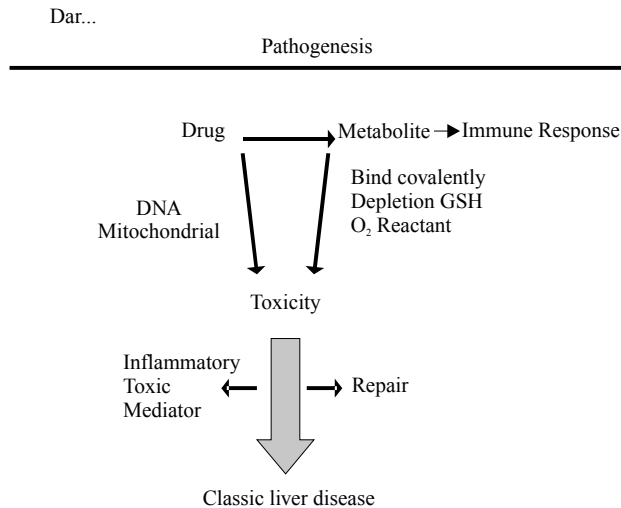 Dar...
Pathogenesis
Drug
Metabolite
Immune Response
DNA
Mitochondrial
Bind covalently
Depletion GSH
O₂ Reactant
Toxicity
Inflammatory
Toxic
Mediator
Repair
Classic liver disease